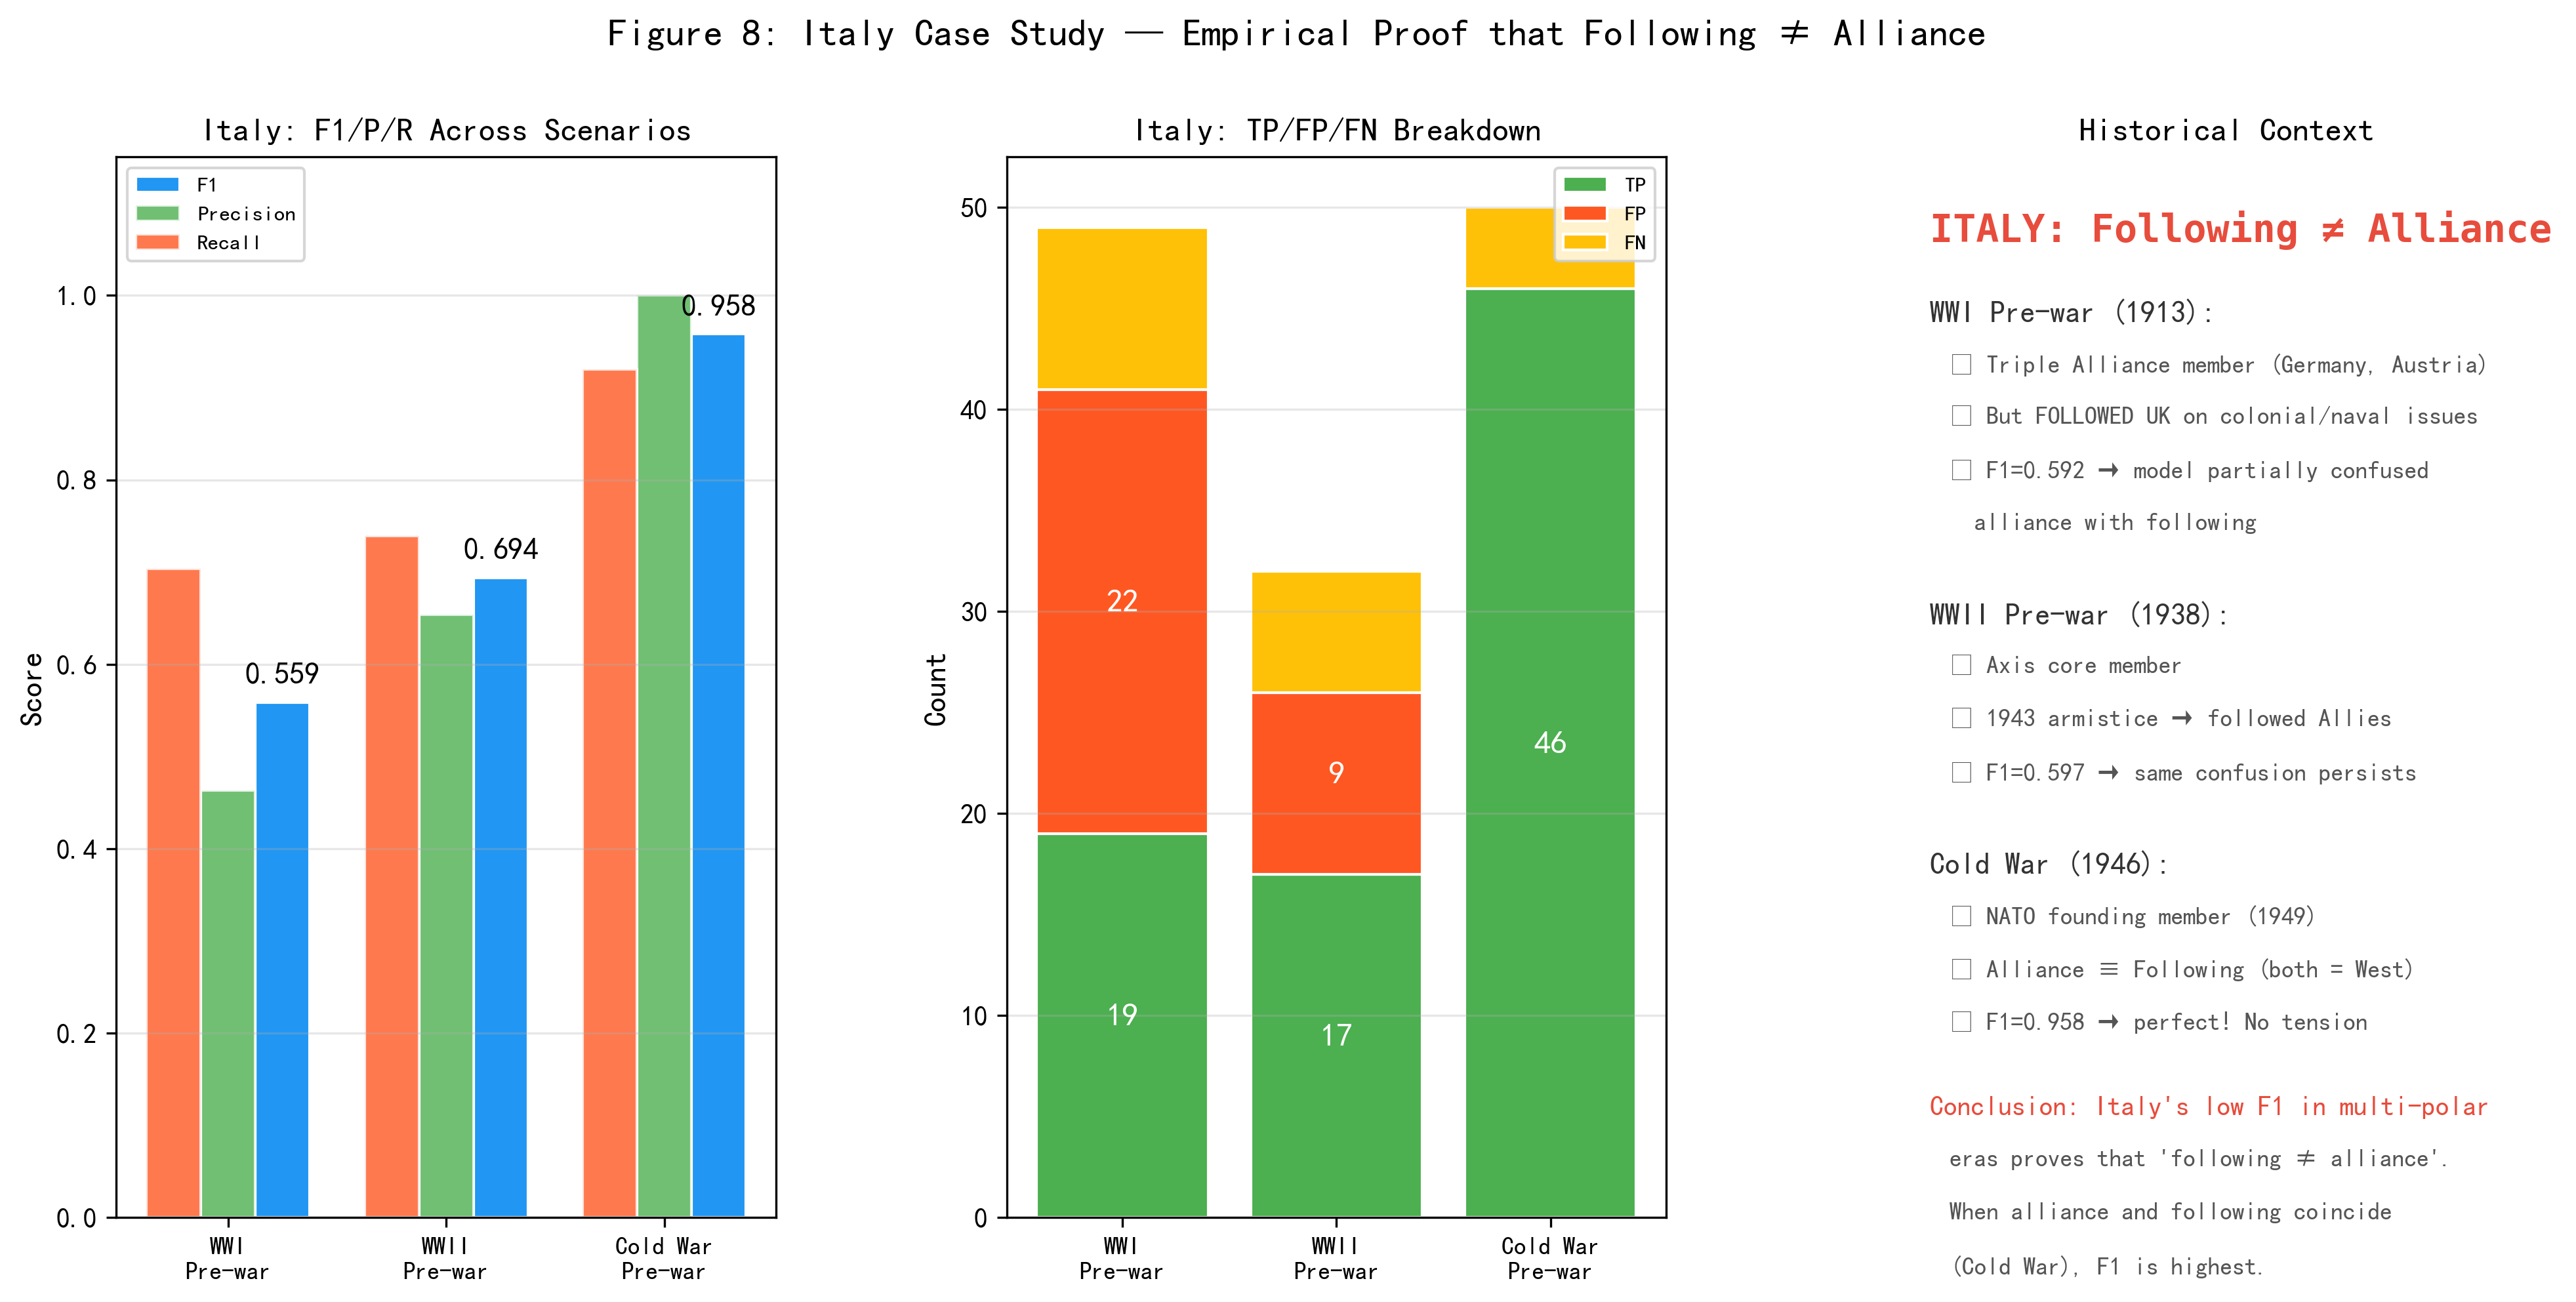 Figure 8: Italy Case Study — Empirical Proof that Following ≠ Alliance
Italy: F1/P/R Across Scenarios
F1
Precision
Recall
Score
1.0
0.8
0.6
0.4
0.2
0.0
0.559
0.694
0.958
WWI
Pre-war
WWII
Pre-war
Cold War
Pre-war
Italy: TP/FP/FN Breakdown
TP
FP
FN
Count
50
40
30
20
10
0
22
19
9
17
46
WWI
Pre-war
WWII
Pre-war
Cold War
Pre-war
Historical Context
ITALY: Following ≠ Alliance
WWI Pre-war (1913):
□ Triple Alliance member (Germany, Austria)
□ But FOLLOWED UK on colonial/naval issues
□ F1=0.592 → model partially confused
alliance with following
WWII Pre-war (1938):
□ Axis core member
□ 1943 armistice → followed Allies
□ F1=0.597 → same confusion persists
Cold War (1946):
□ NATO founding member (1949)
□ Alliance ≡ Following (both = West)
□ F1=0.958 → perfect! No tension
Conclusion: Italy's low F1 in multi-polar
eras proves that 'following ≠ alliance'.
When alliance and following coincide
(Cold War), F1 is highest.